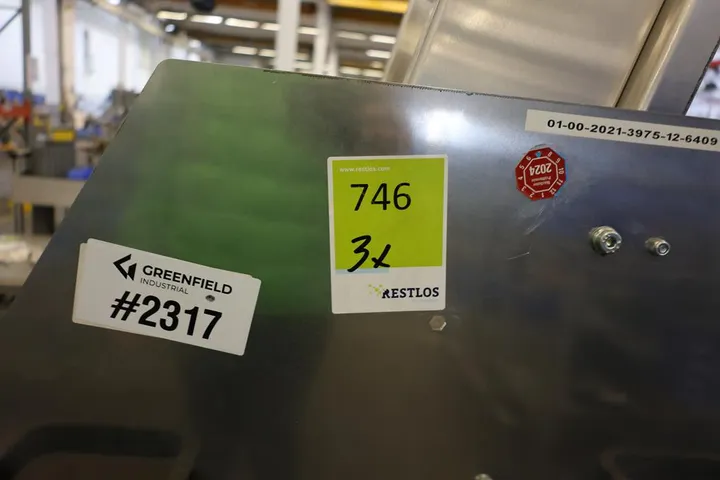 01-00-2021-3975-12-6409
2024
www.restlos.com
746
3x
RESTLOS
GREENFIELD
INDUSTRIAL
#2317